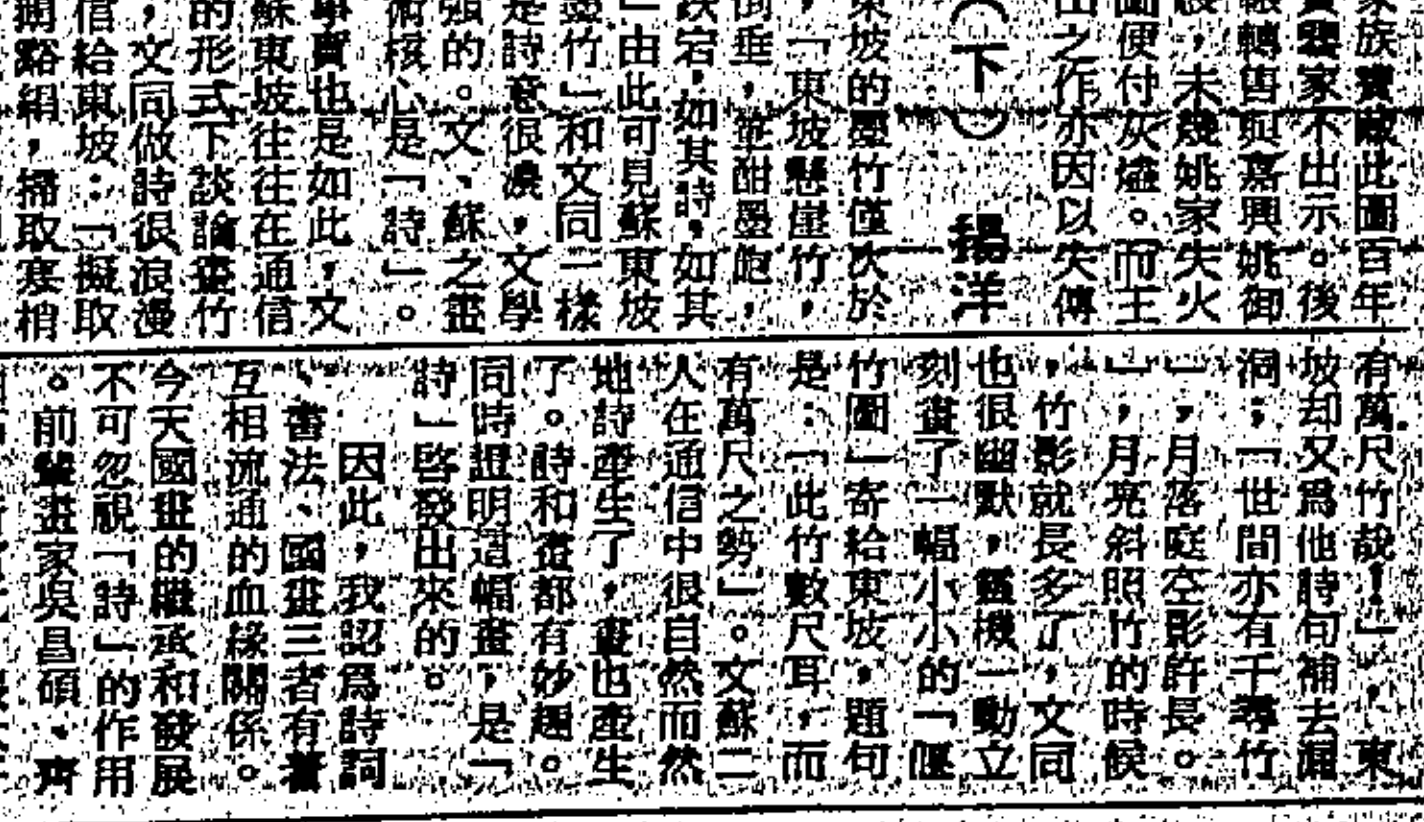 家族寶藏此圖百年
家不出示。後
轉售與嘉興姚御
，未幾姚家失火
圖便付灰燼。而王
之作亦因以失傳
（下） 揚洋
東坡的墨竹僅次於
，「東坡懸崖竹，
倒垂，筆酣墨飽，
跌宕，如其詩，如其
」由此可見蘇東坡
墨竹」和文同一樣
是詩意很濃，文學
強的。文、蘇之畫
術核心是「詩」。
學實也是如此，文
蘇東坡往往在通信
的形式下談論畫竹
，文同做詩很浪漫
信給東坡：「擬取
谿絹，掃取寒梢
有萬尺竹哉！」，東
坡却又爲他詩句補去漏
洞；「世間亦有千尋竹
」，月落庭空影許長。
」，月亮斜照竹的時候
，竹影就長多了，文同
也很幽默，靈機一動立
刻畫了一幅小小的「偃
竹圖」寄給東坡，題句
是：「此竹數尺耳，而
有萬尺之勢」。文蘇二
人在通信中很自然而然
地詩產生了，畫也產生
了。詩和畫都有妙趣。
同時證明這幅畫，是「
詩」啓發出來的。
因此，我認爲詩詞
、書法、國畫三者有着
互相流通的血緣關係。
今天國畫的繼承和發展
不可忽視「詩」的作用
。前輩畫家吳昌碩、齊